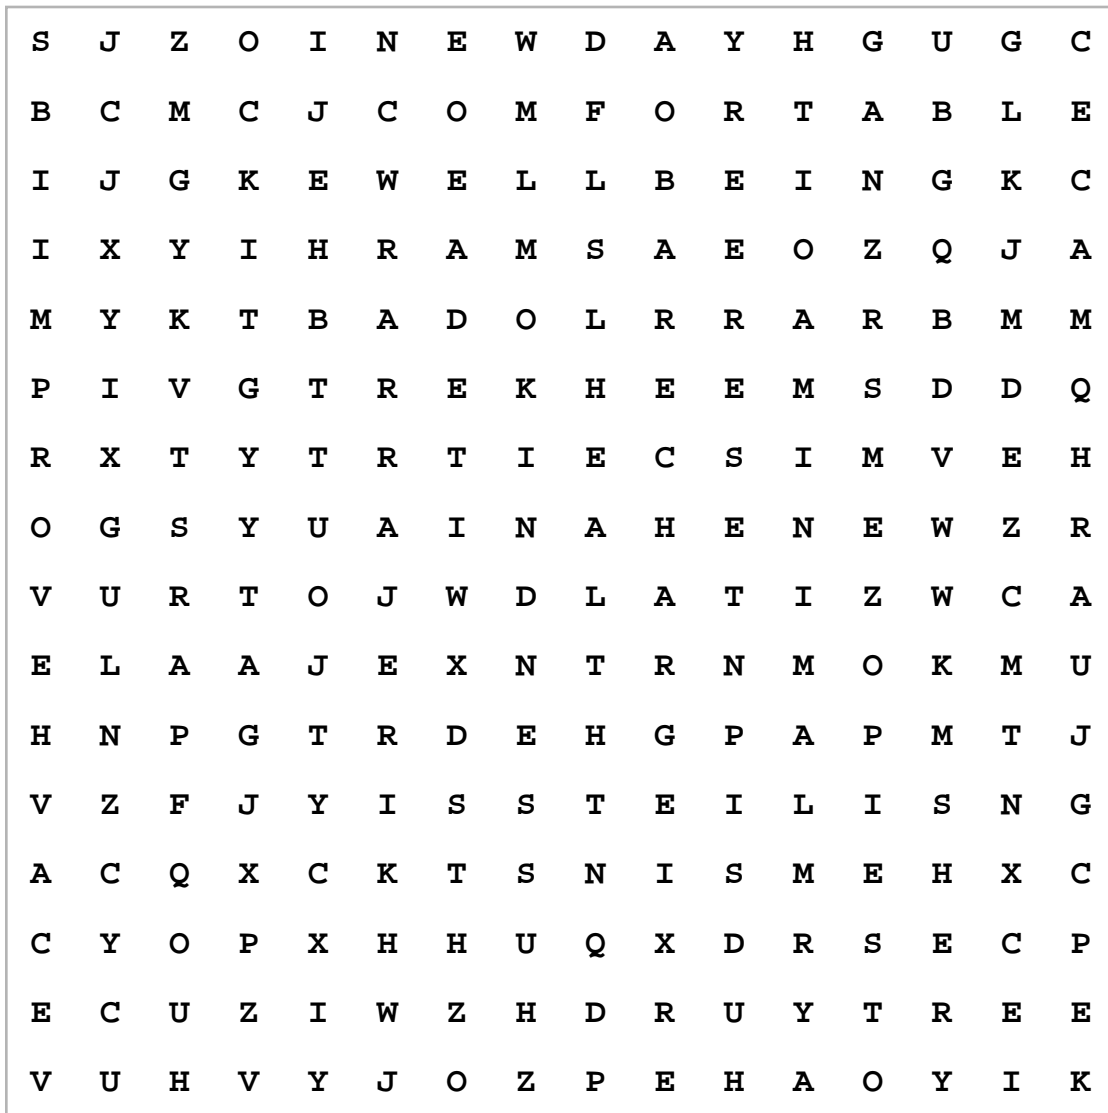 S J Z O I N E W D A Y H G U G C
B C M C J C O M F O R T A B L E
I J G K E W E L L B E I N G K C
I X Y I H R A M S A E O Z Q J A
M Y K T B A D O L R R A R B M M
P I V G T R E K H E E M S D D Q
R X T Y T R T I E C S I M V E H
O G S Y U A I N A H E N E W Z R
V U R T O J W D L A T I Z W C A
E L A A J E X N T R N M O K M U
H N P G T R D E H G P A P M T J
V Z F J Y I S S T E I L I S N G
A C Q X C K T S N I S M E H X C
C Y O P X H H U Q X D R S E C P
E C U Z I W Z H D R U Y T R E E
V U H V Y J O Z P E H A O Y I K